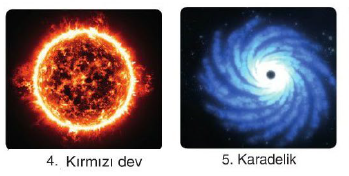 4. Kırmızı dev
5. Karadelik